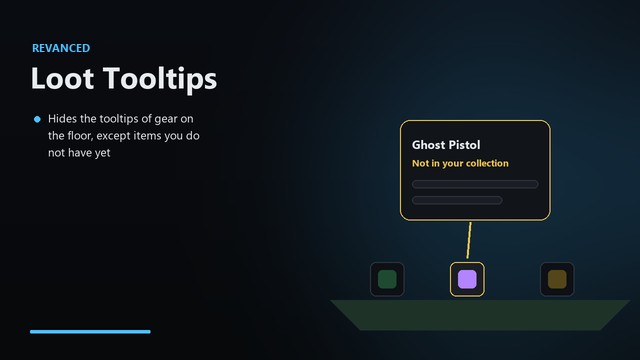 REVANCED
Loot Tooltips
Hides the tooltips of gear on
the floor, except items you do
not have yet
Ghost Pistol
Not in your collection